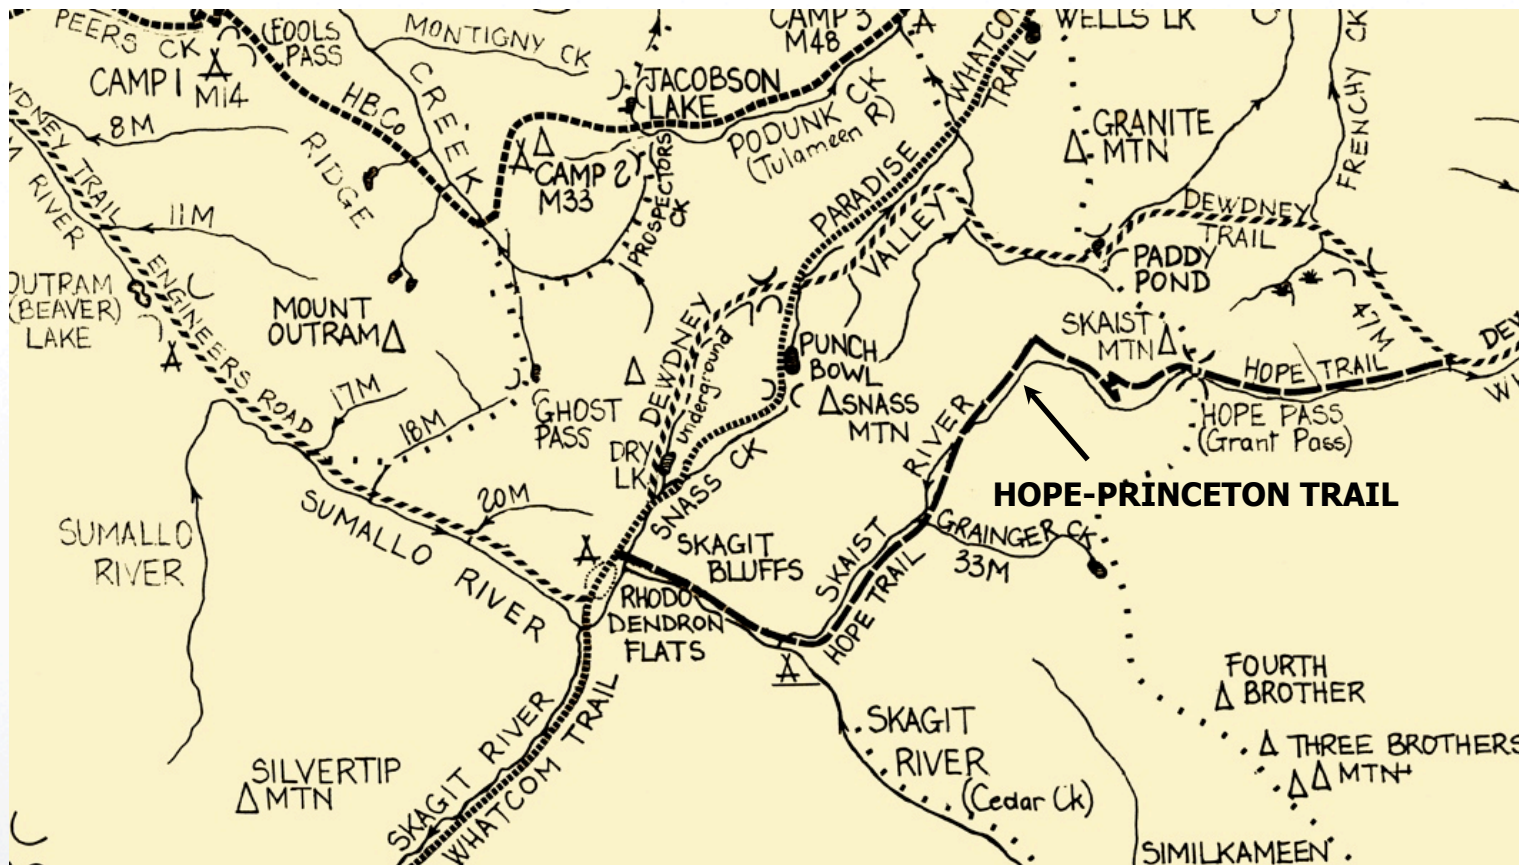 PEERS CK
FOOLS
PASS
MONTIGNY CK
CAMP 3
M48
WHATCO
TRAIL
WELLS LK
FRENCHY CK
CAMP 1
M14
HBCo
CREEK
JACOBSON
LAKE
PODUNK CK
(Tulameen R)
GRANITE
MTN
DNEY TRAIL
8M
RIDGE
CAMP 2
M33
PROSPECTORS
CK
PARADISE
VALLEY
DEWDNEY
TRAIL
RIVER
11M
PADDY
POND
OUTRAM
(BEAVER)
LAKE
ENGINEERS ROAD
MOUNT
OUTRAM
DEWDNEY
Underground
PUNCH
BOWL
SKAIST
MTN
47M
DEW
HOPE TRAIL
17M
18M
GHOST
PASS
SNASS
MTN
HOPE PASS
(Grant Pass)
DRY
LK
SNASS CK
RIVER
HOPE-PRINCETON TRAIL
SUMALLO
RIVER
SUMALLO RIVER
20M
SKAGIT
BLUFFS
SKAIST
HOPE TRAIL
GRAINGER CK
33M
RHODO
DENDRON
FLATS
FOURTH
BROTHER
SKAGIT RIVER
WHATCOM TRAIL
SKAGIT
RIVER
(Cedar Ck)
THREE BROTHERS
MTN
SILVERTIP
MTN
SIMILKAMEEN